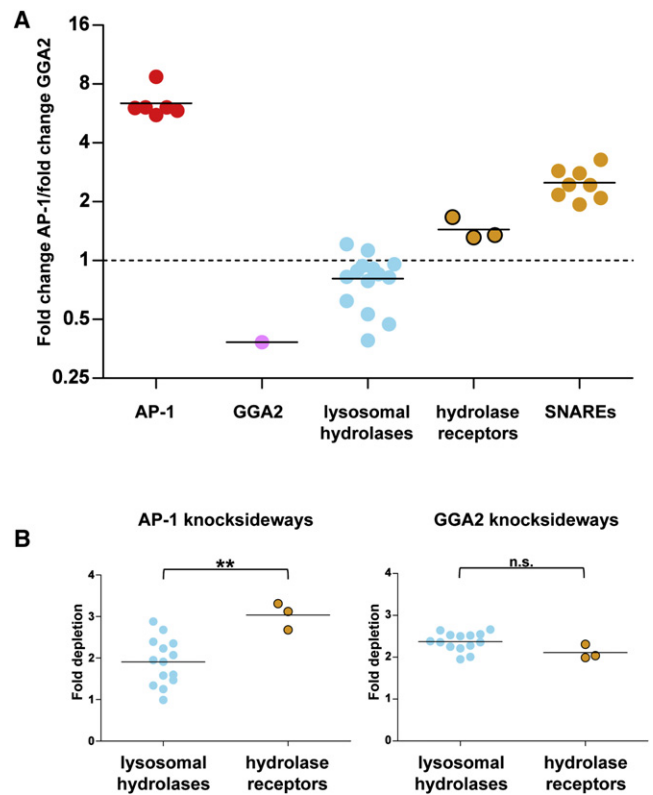 A
Fold change AP-1/fold change GGA2
16
8
4
2
1
0.5
0.25
AP-1
GGA2
lysosomal
hydrolases
hydrolase
receptors
SNAREs
B
AP-1 knocksideways
GGA2 knocksideways
**
n.s.
Fold depletion
4
3
2
1
0
lysosomal
hydrolases
hydrolase
receptors
Fold depletion
4
3
2
1
0
lysosomal
hydrolases
hydrolase
receptors